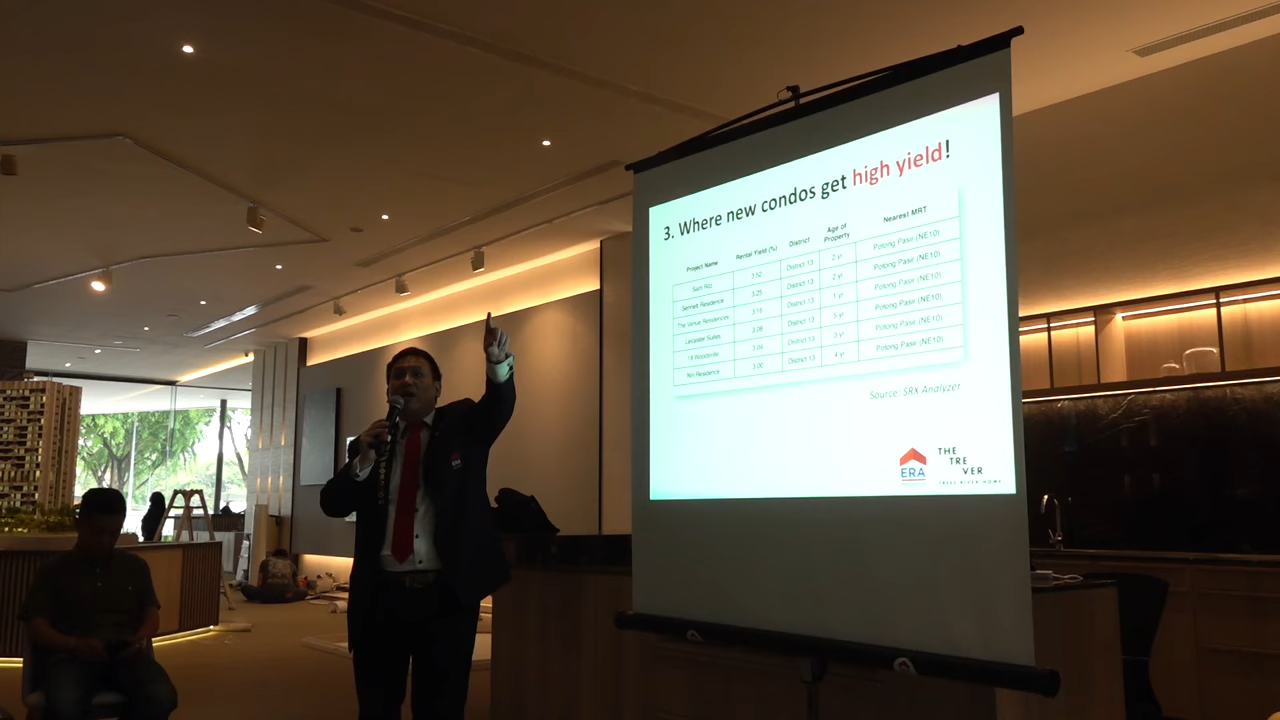 3. Where new condos get high yield!
Project Name Rental Yield (%) District Age of Property Nearest MRT
Sant Ritz 3.52 District 13 2 yr Potong Pasir (NE10)
Sennett Residence 3.25 District 13 2 yr Potong Pasir (NE10)
The Venue Residences 3.16 District 13 1 yr Potong Pasir (NE10)
Leicester Suites 3.08 District 13 5 yr Potong Pasir (NE10)
18 Woodsville 3.04 District 13 3 yr Potong Pasir (NE10)
Nin Residence 3.00 District 13 4 yr Potong Pasir (NE10)
Source: SRX Analyzer
ERA
THE
TRE
VER